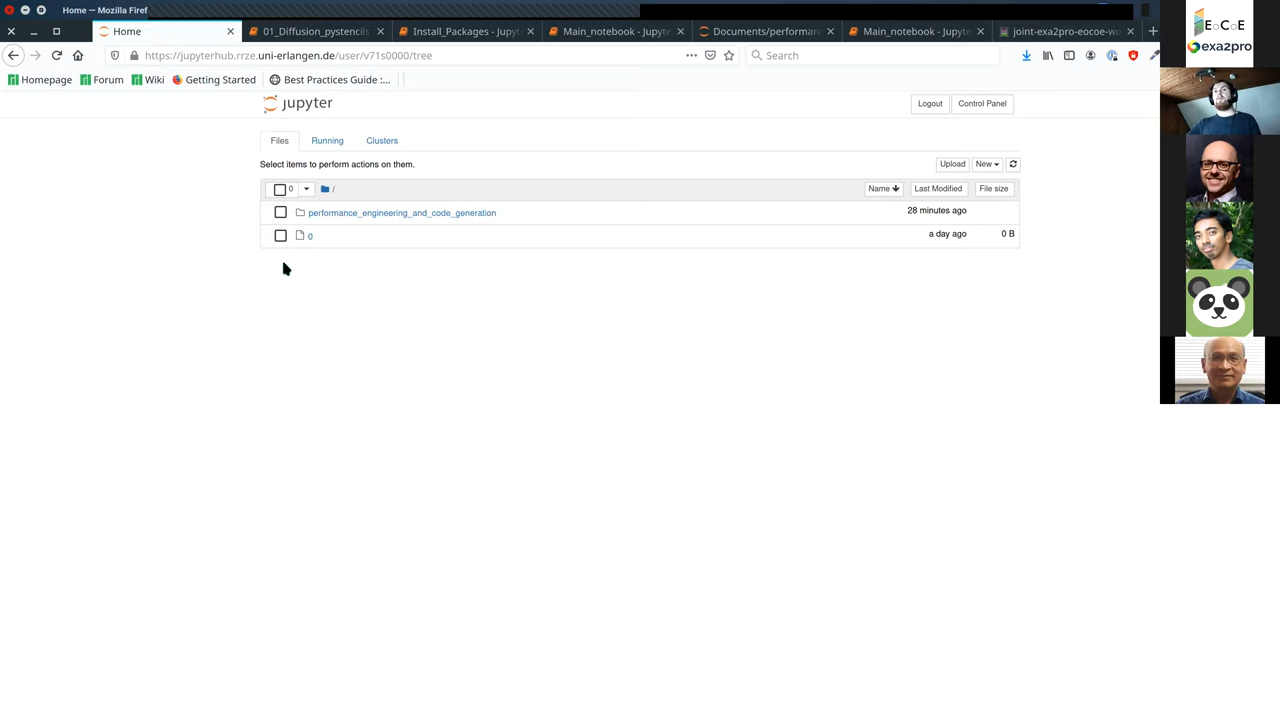 Home — Mozilla Firef
Home
01_Diffusion_pystencils
Install_Packages - Jupyt
Main_notebook - Jupyte
Documents/performan
Main_notebook - Jupyte
joint-exa2pro-eocoe-wo
https://jupyterhub.rrze.uni-erlangen.de/user/v71s0000/tree
Search
Homepage
Forum
Wiki
Getting Started
Best Practices Guide :...
jupyter
Logout
Control Panel
Files
Running
Clusters
Select items to perform actions on them.
Upload
New
0
/
Name
Last Modified
File size
performance_engineering_and_code_generation
28 minutes ago
0
a day ago
0 B
EoCoE
exa2pro